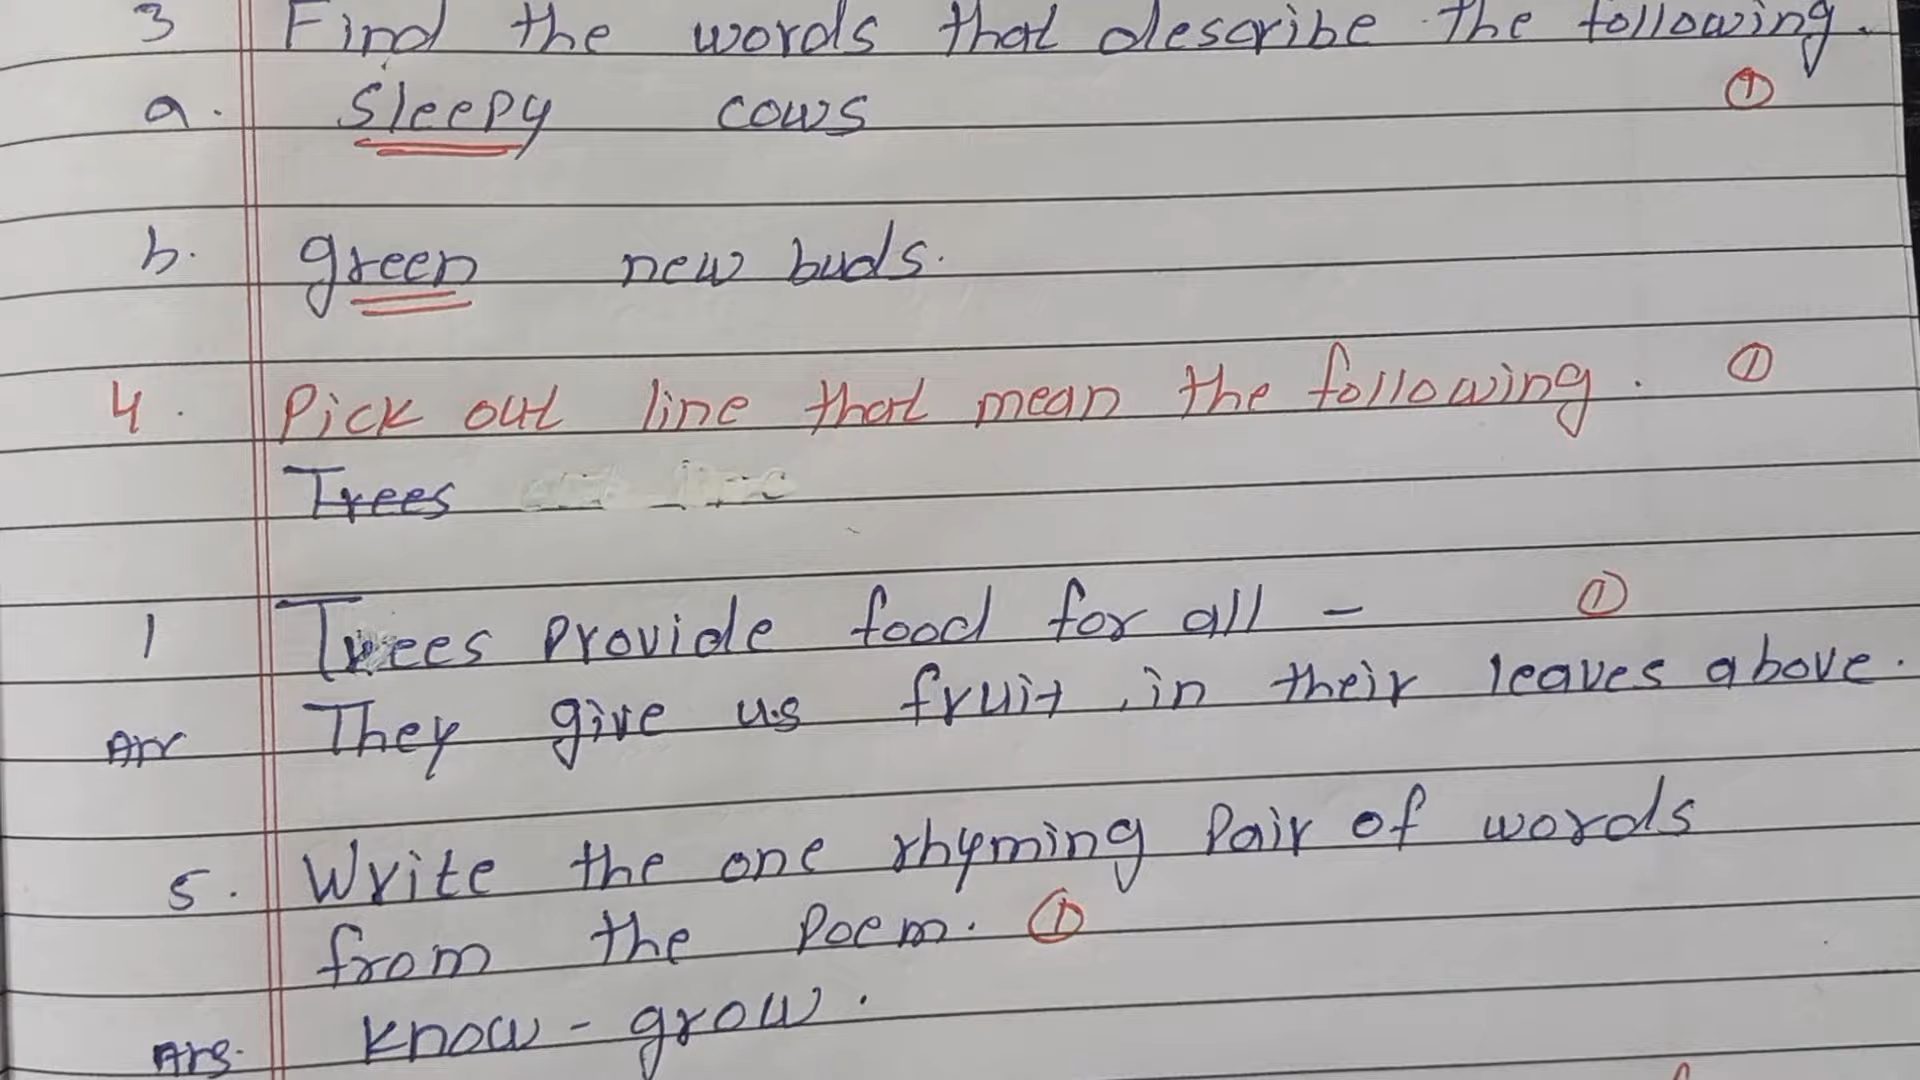 3 Find the words that describe the following.
a. Sleepy cows ①
b. green new buds.
4. Pick out line that mean the following. ①
Trees
1 Trees provide food for all - ①
Ans They give us fruit, in their leaves above.
5. Write the one rhyming Pair of words
from the Poem. ①
Ans. know - grow.